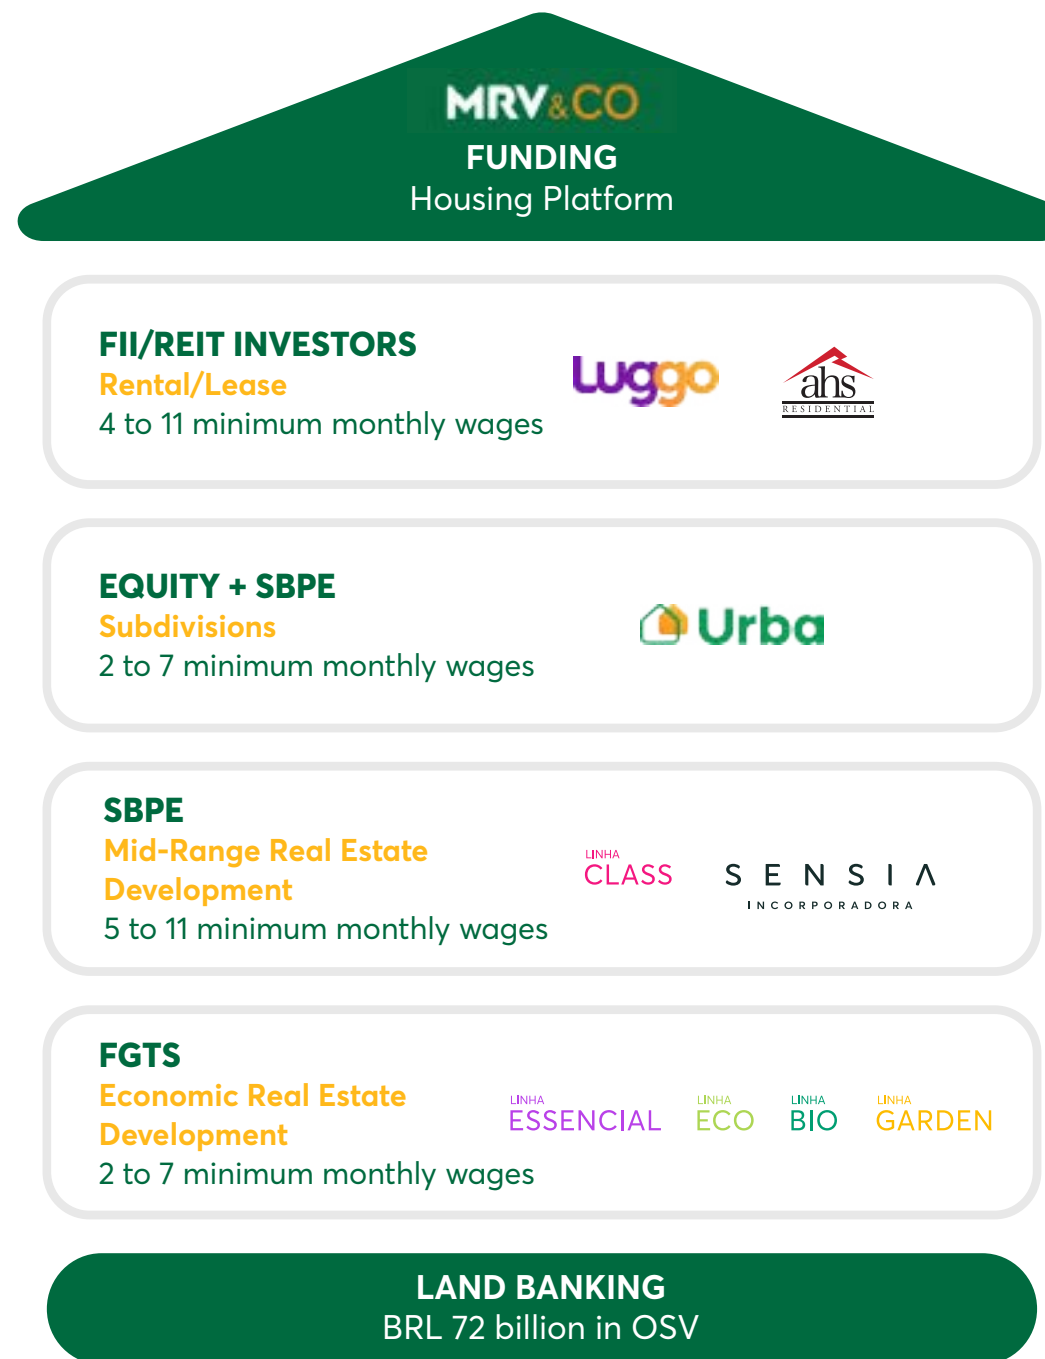 MRV&CO
FUNDING
Housing Platform
FII/REIT INVESTORS
Rental/Lease
4 to 11 minimum monthly wages
Luggo
ahs
RESIDENTIAL
EQUITY + SBPE
Subdivisions
2 to 7 minimum monthly wages
Urba
SBPE
Mid-Range Real Estate
Development
5 to 11 minimum monthly wages
LINHA
CLASS
SENSIA
INCORPORADORA
FGTS
Economic Real Estate
Development
2 to 7 minimum monthly wages
LINHA
ESSENCIAL
LINHA
ECO
LINHA
BIO
LINHA
GARDEN
LAND BANKING
BRL 72 billion in OSV